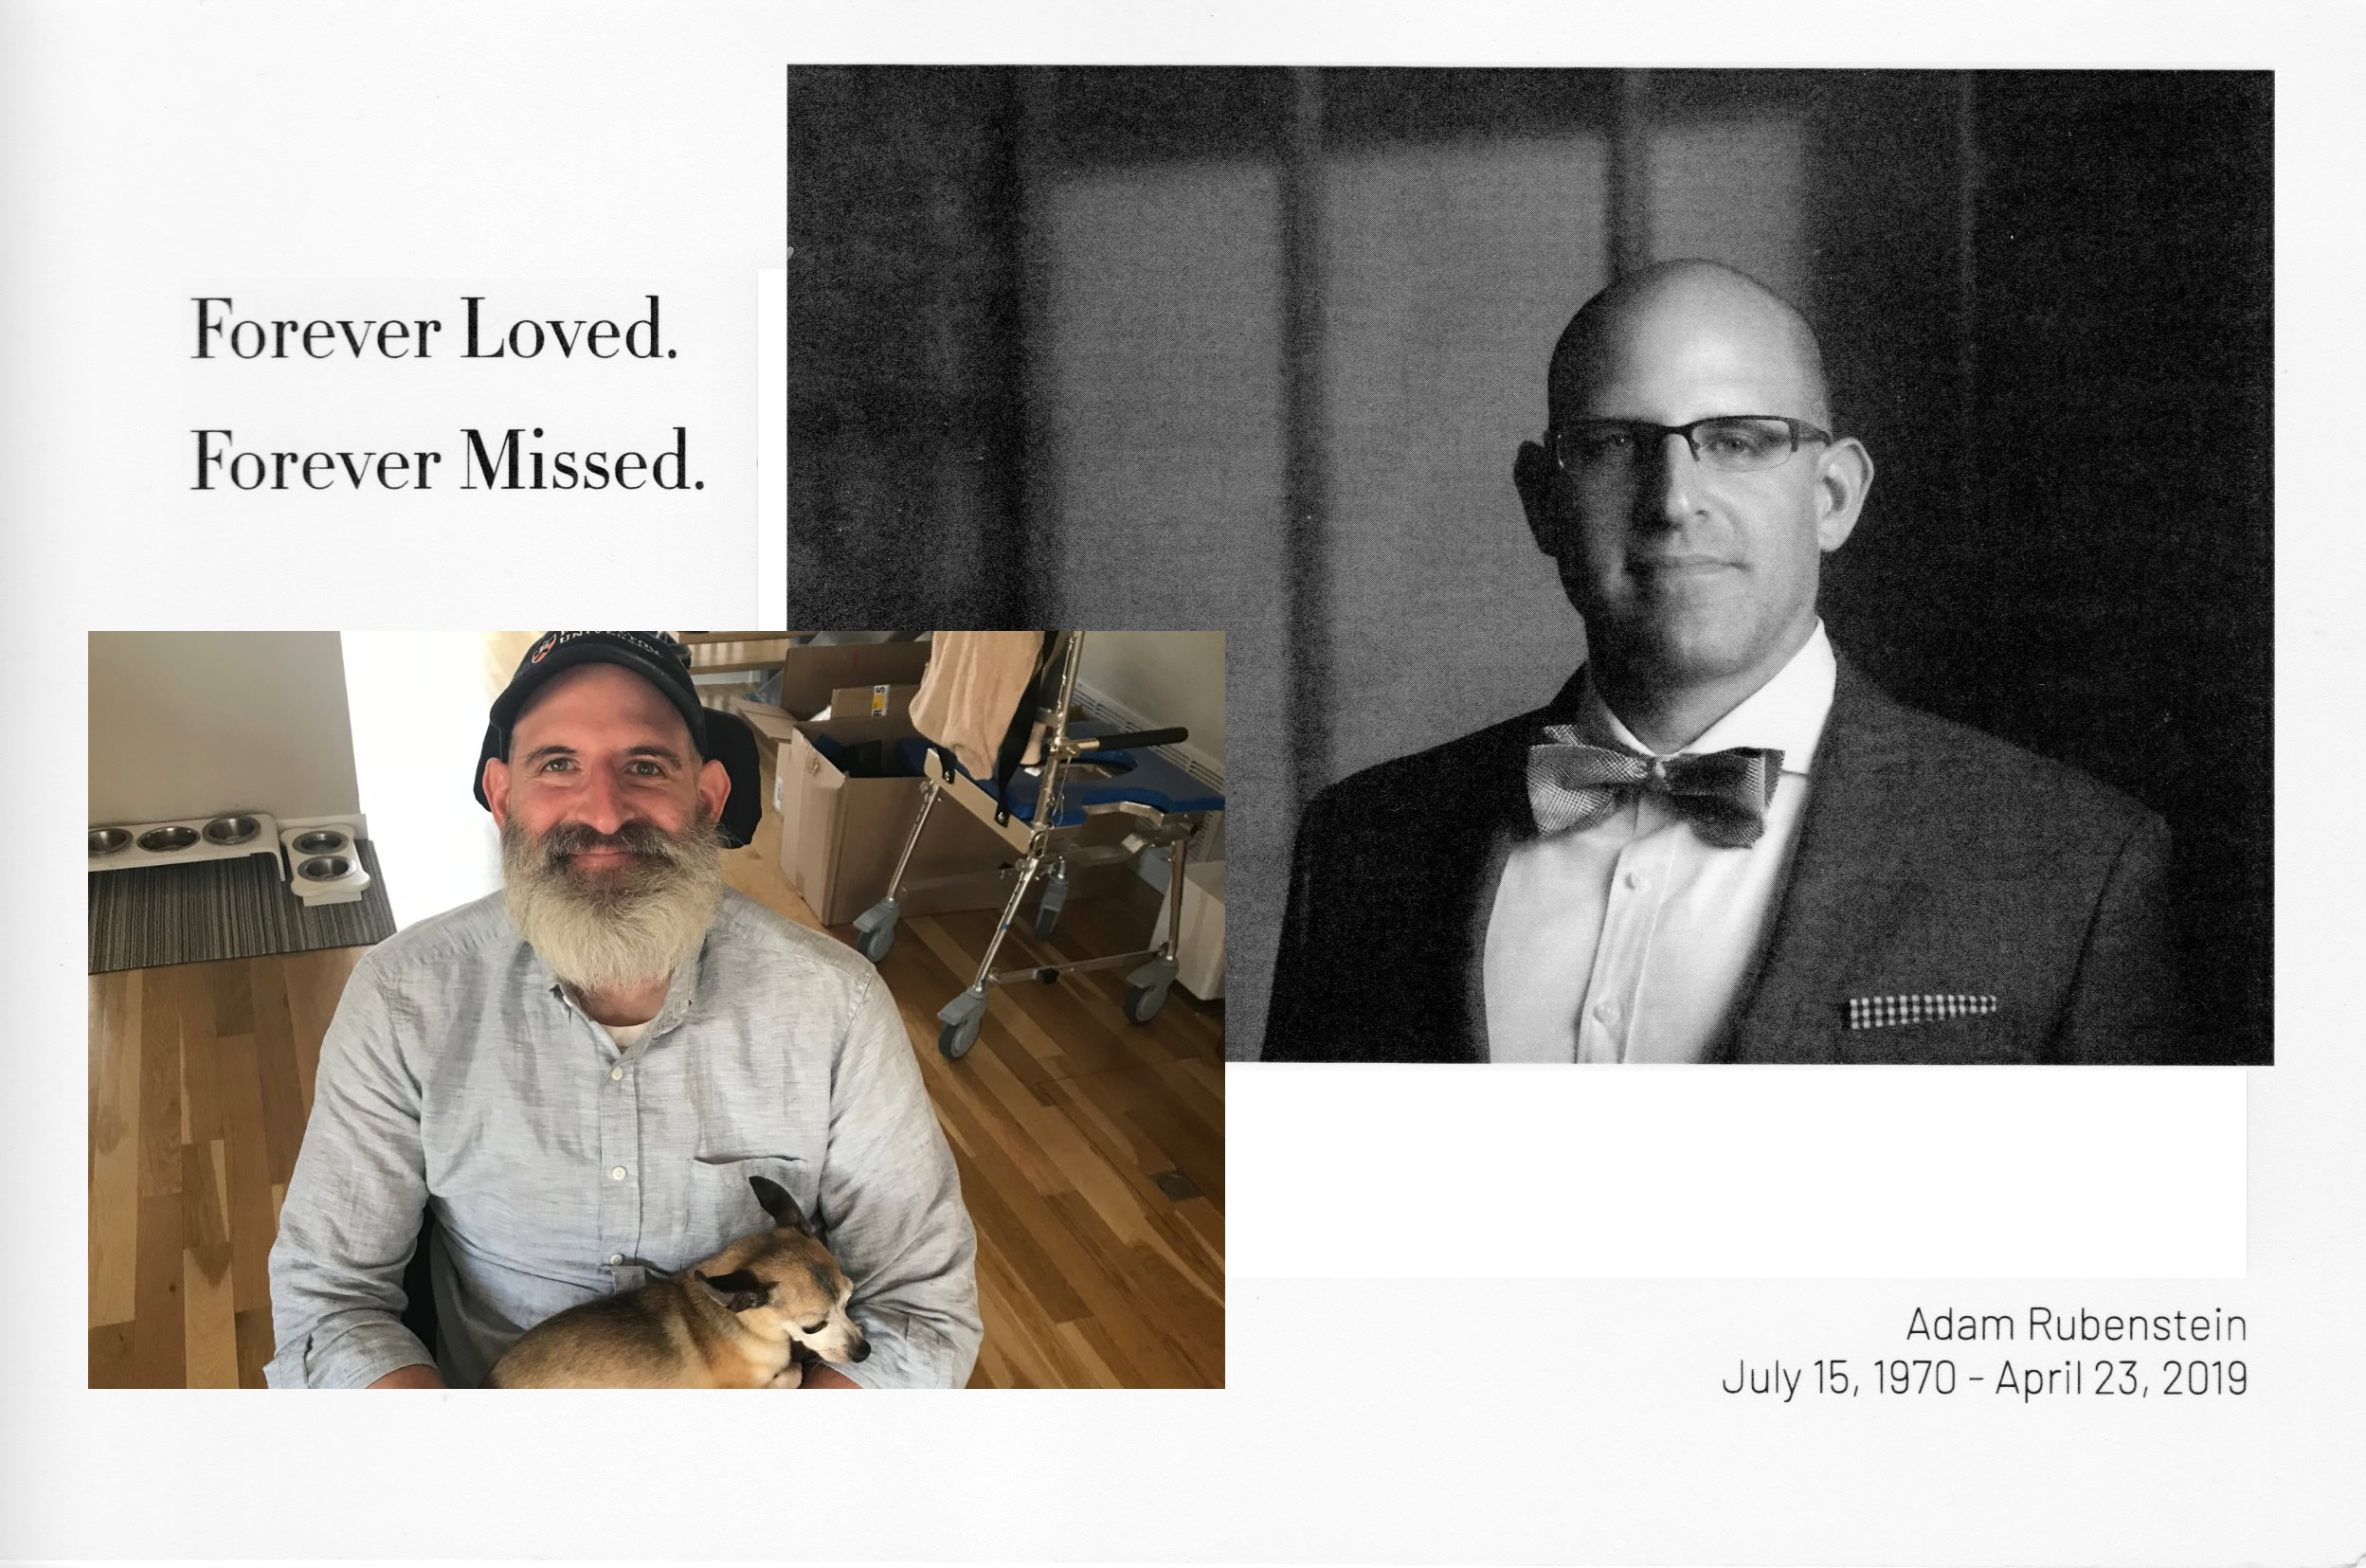 Forever Loved.
Forever Missed.
Adam Rubenstein
July 15, 1970 - April 23, 2019